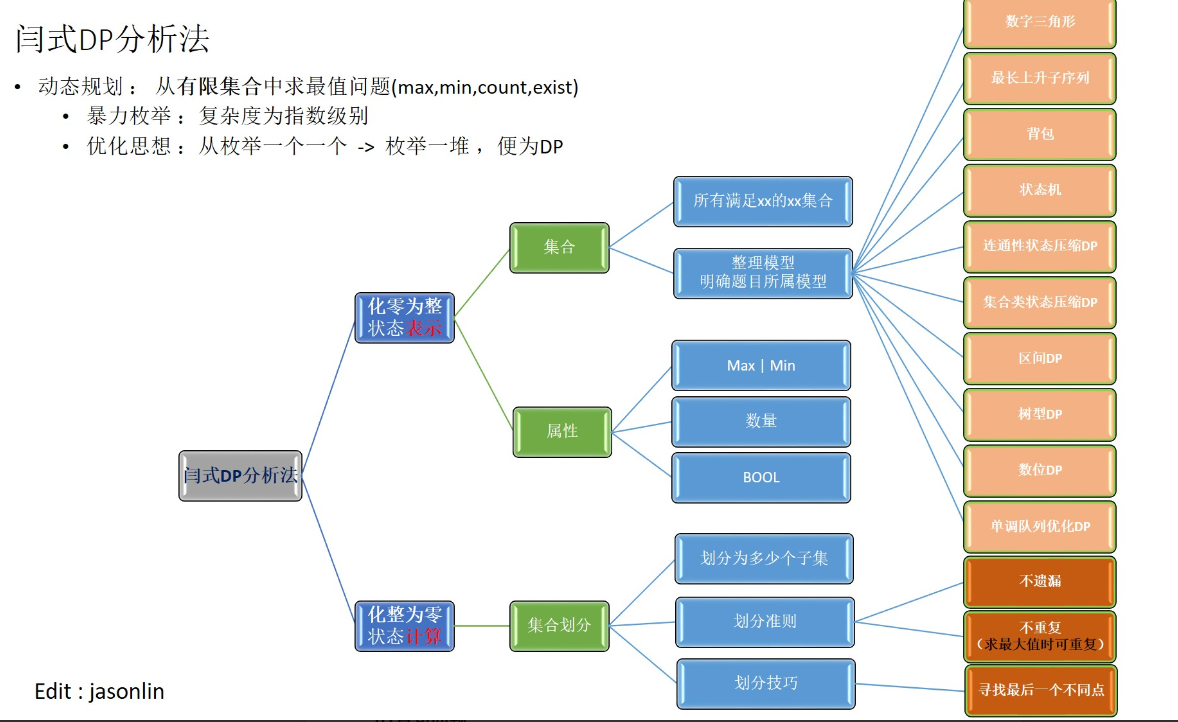 闫式DP分析法
• 动态规划： 从有限集合中求最值问题(max,min,count,exist)
• 暴力枚举：复杂度为指数级别
• 优化思想：从枚举一个一个 -> 枚举一堆，便为DP
闫式DP分析法
化零为整
状态表示
集合
所有满足xx的xx集合
整理模型
明确题目所属模型
数字三角形
最长上升子序列
背包
状态机
连通性状态压缩DP
集合类状态压缩DP
区间DP
树型DP
数位DP
单调队列优化DP
属性
Max | Min
数量
BOOL
化整为零
状态计算
集合划分
划分为多少个子集
划分准则
不遗漏
不重复
（求最大值时可重复）
划分技巧
寻找最后一个不同点
Edit : jasonlin